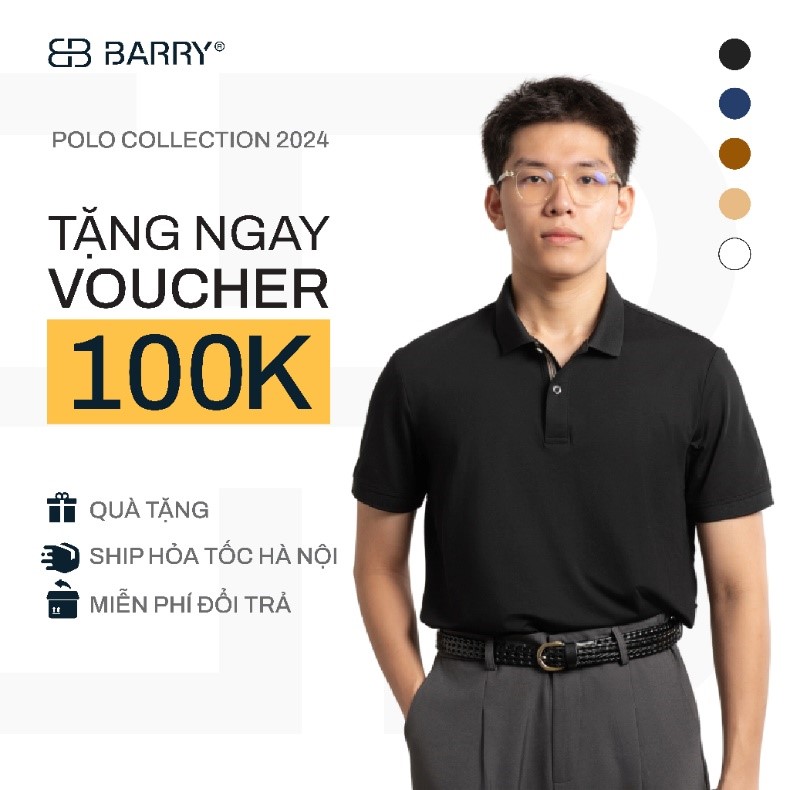 BARRY®
POLO COLLECTION 2024
TẶNG NGAY
VOUCHER
100K
QUÀ TẶNG
SHIP HỎA TỐC HÀ NỘI
MIỄN PHÍ ĐỔI TRẢ